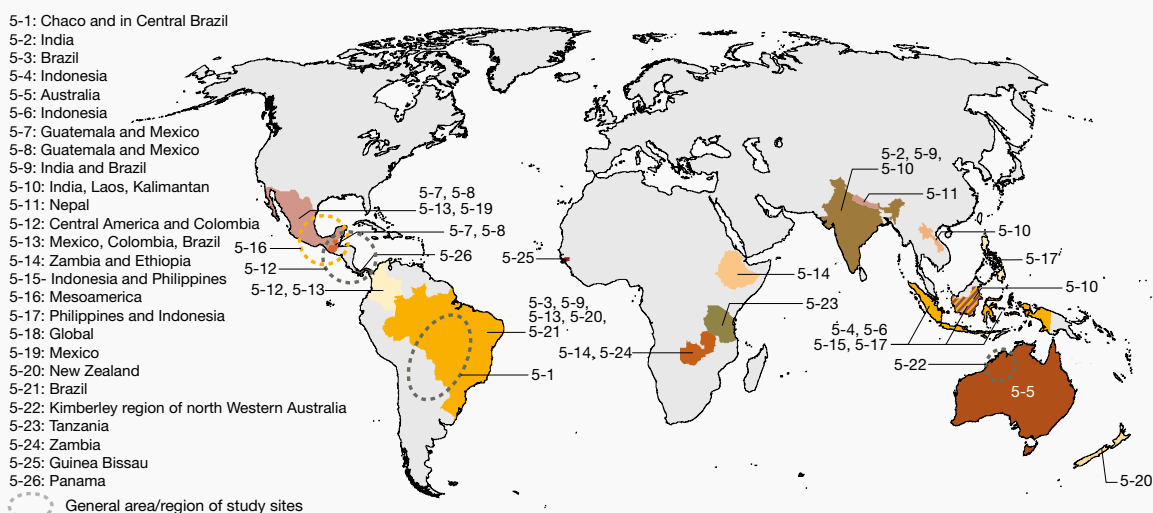 5-1: Chaco and in Central Brazil
5-2: India
5-3: Brazil
5-4: Indonesia
5-5: Australia
5-6: Indonesia
5-7: Guatemala and Mexico
5-8: Guatemala and Mexico
5-9: India and Brazil
5-10: India, Laos, Kalimantan
5-11: Nepal
5-12: Central America and Colombia
5-13: Mexico, Colombia, Brazil
5-14: Zambia and Ethiopia
5-15: Indonesia and Philippines
5-16: Mesoamerica
5-17: Philippines and Indonesia
5-18: Global
5-19: Mexico
5-20: New Zealand
5-21: Brazil
5-22: Kimberley region of north Western Australia
5-23: Tanzania
5-24: Zambia
5-25: Guinea Bissau
5-26: Panama
General area/region of study sites
5-7, 5-8
5-13, 5-19
5-7, 5-8
5-16
5-26
5-12
5-12, 5-13
5-3, 5-9,
5-13, 5-20,
5-21
5-1
5-25
5-14
5-23
5-14, 5-24
5-2, 5-9,
5-10
5-11
5-10
5-17
5-10
5-4, 5-6
5-15, 5-17
5-22
5-5
5-20